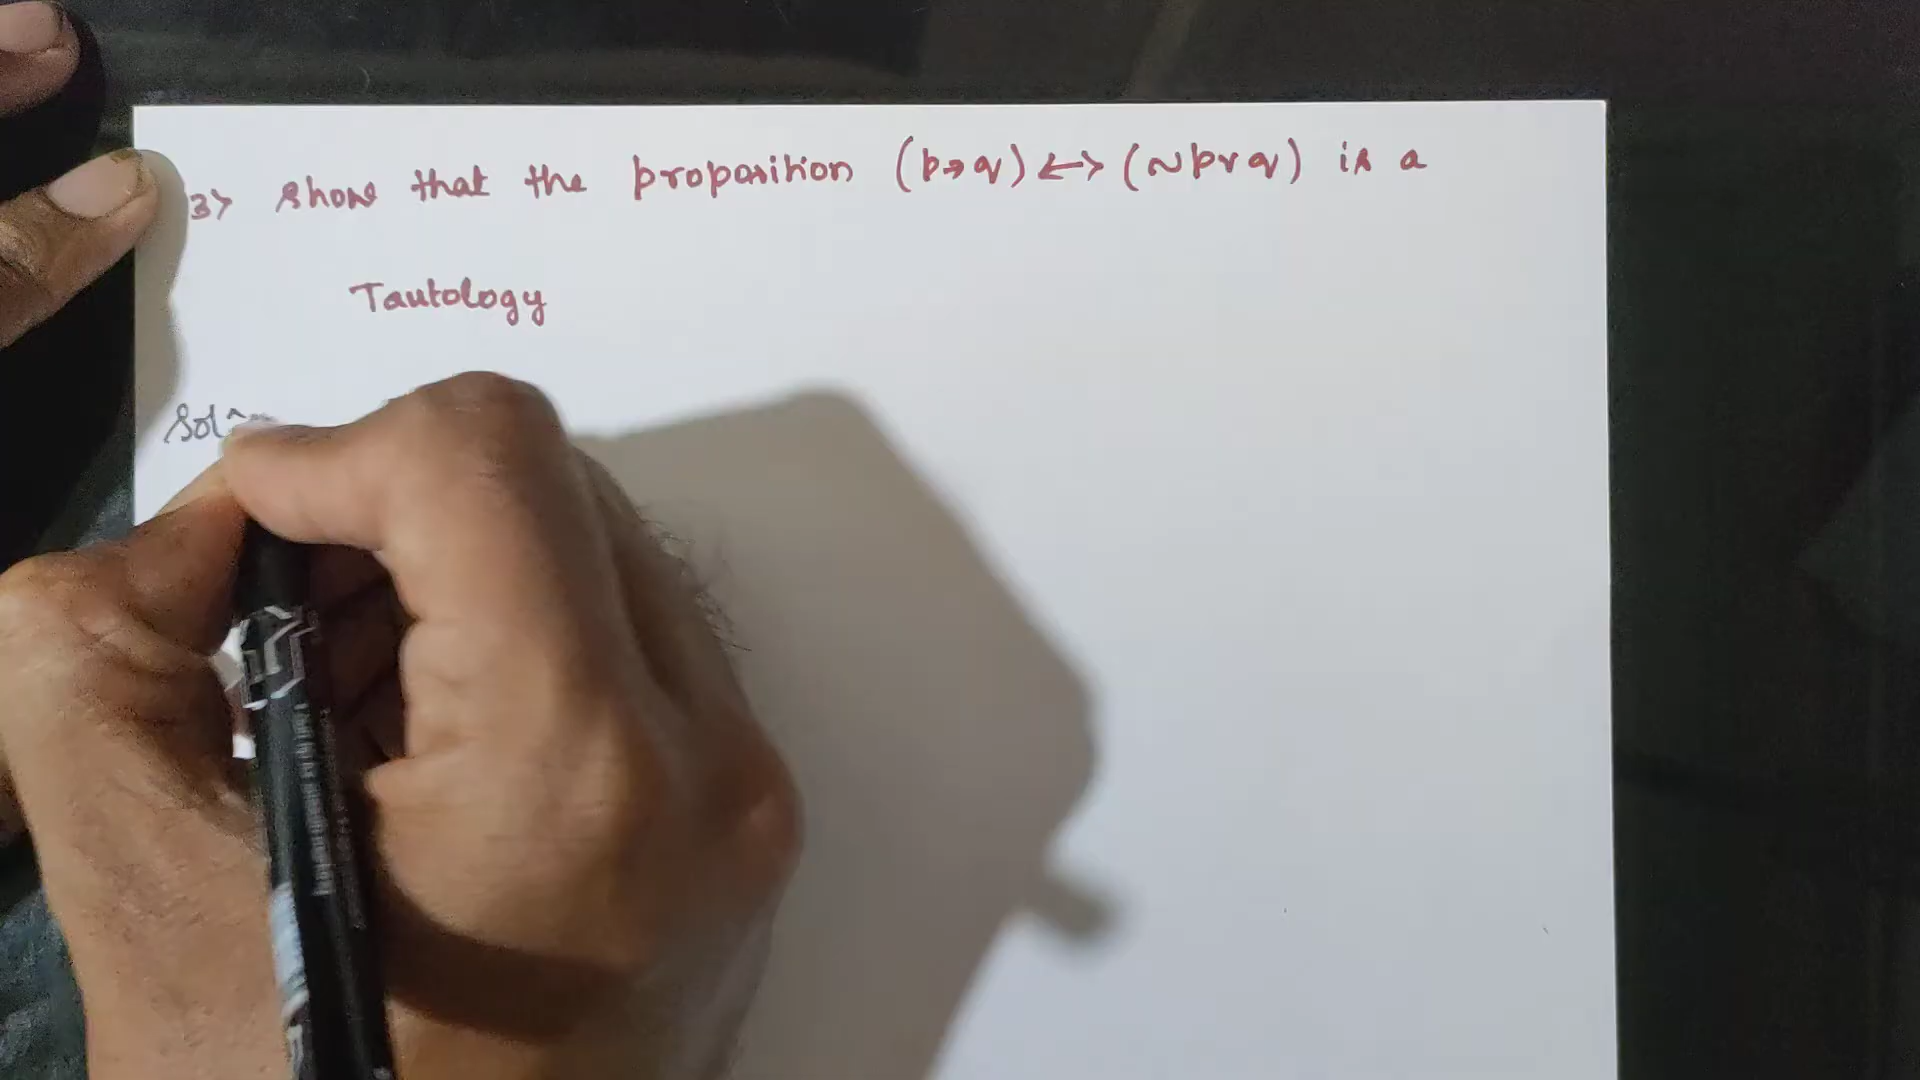 3> show that the proposition (p→q) ↔ (~p∨q) is a
Tautology
Sol